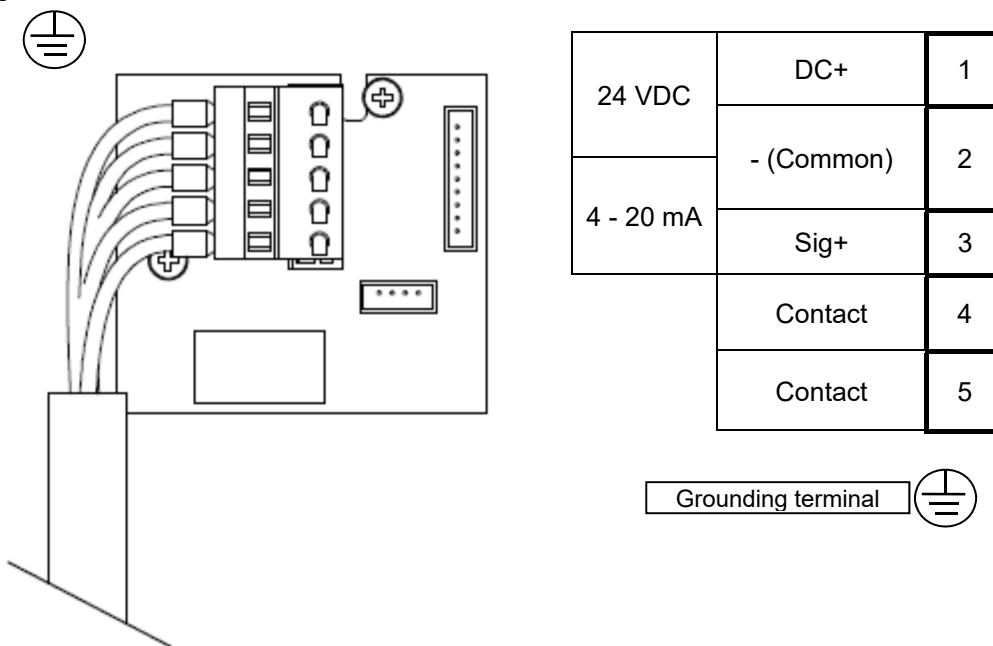 24 VDC
DC+
1
- (Common)
2
4 - 20 mA
Sig+
3
Contact
4
Contact
5
Grounding terminal